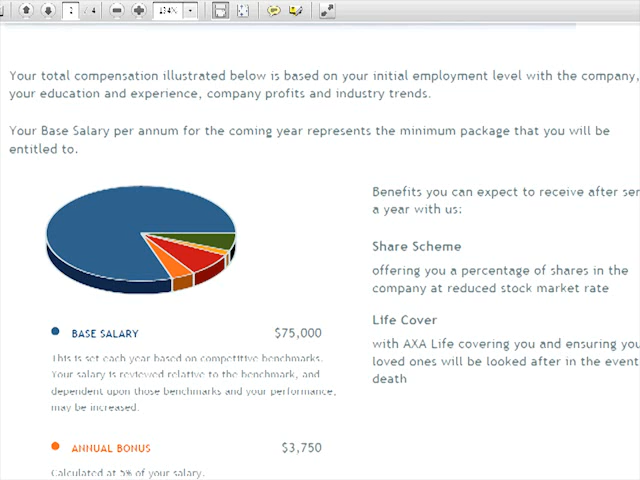 2 / 4
Your total compensation illustrated below is based on your initial employment level with the company,
your education and experience, company profits and industry trends.
Your Base Salary per annum for the coming year represents the minimum package that you will be
entitled to.
Benefits you can expect to receive after
a year with us:
Share Scheme
offering you a percentage of shares in the
company at reduced stock market rate
Life Cover
with AXA Life covering you and ensuring
loved ones will be looked after in the event
death
BASE SALARY $75,000
This is set each year based on competitive benchmarks.
Your salary is reviewed relative to the benchmark, and
dependent upon those benchmarks and your performance,
may be increased.
ANNUAL BONUS $3,750
Calculated at 5% of your salary.